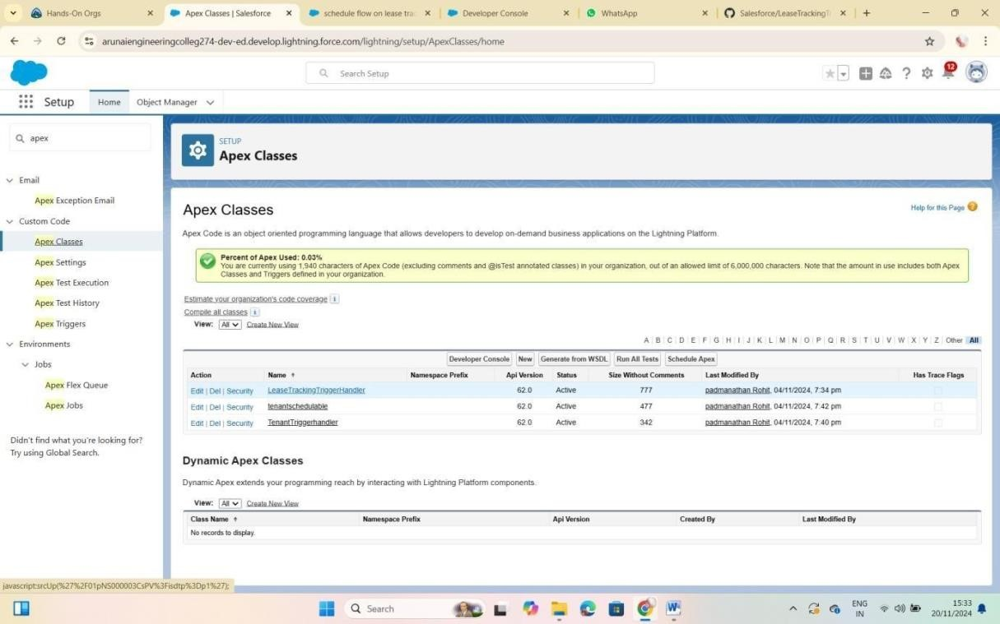 Hands-On Orgs
Apex Classes | Salesforce
schedule flow on lease trac
Developer Console
WhatsApp
Salesforce/LeaseTrackingTr
arunaiengineeringcolleg274-dev-ed.develop.lightning.force.com/lightning/setup/ApexClasses/home
Search Setup
12
Setup Home Object Manager
apex
SETUP
Apex Classes
Email
Apex Exception Email
Custom Code
Apex Classes
Apex Settings
Apex Test Execution
Apex Test History
Apex Triggers
Environments
Jobs
Apex Flex Queue
Apex Jobs
Didn't find what you're looking for?
Try using Global Search.
Apex Classes
Help for this Page
Apex Code is an object oriented programming language that allows developers to develop on-demand business applications on the Lightning Platform.
Percent of Apex Used: 0.03%
You are currently using 1,940 characters of Apex Code (excluding comments and @isTest annotated classes) in your organization, out of an allowed limit of 6,000,000 characters. Note that the amount in use includes both Apex
Classes and Triggers defined in your organization.
Estimate your organization's code coverage i
Compile all classes i
View: All Create New View
A | B | C | D | E | F | G | H | I | J | K | L | M | N | O | P | Q | R | S | T | U | V | W | X | Y | Z | Other | All
Developer Console New Generate from WSDL Run All Tests Schedule Apex
Action Name ↑ Namespace Prefix Api Version Status Size Without Comments Last Modified By Has Trace Flags
Edit | Del | Security LeaseTrackingTriggerHandler 62.0 Active 777 padmanathan Rohit, 04/11/2024, 7:34 pm
Edit | Del | Security tenantschedulable 62.0 Active 477 padmanathan Rohit, 04/11/2024, 7:42 pm
Edit | Del | Security TenantTriggerhandler 62.0 Active 342 padmanathan Rohit, 04/11/2024, 7:40 pm
Dynamic Apex Classes
Dynamic Apex extends your programming reach by interacting with Lightning Platform components.
View: All Create New View
Class Name ↑ Namespace Prefix Api Version Created By Last Modified By
No records to display.
javascript:srcUp(%27%2F01pNS000003CsPV%3Fisdtp%3Dp1%27);
Search
ENG
IN
15:33
20/11/2024